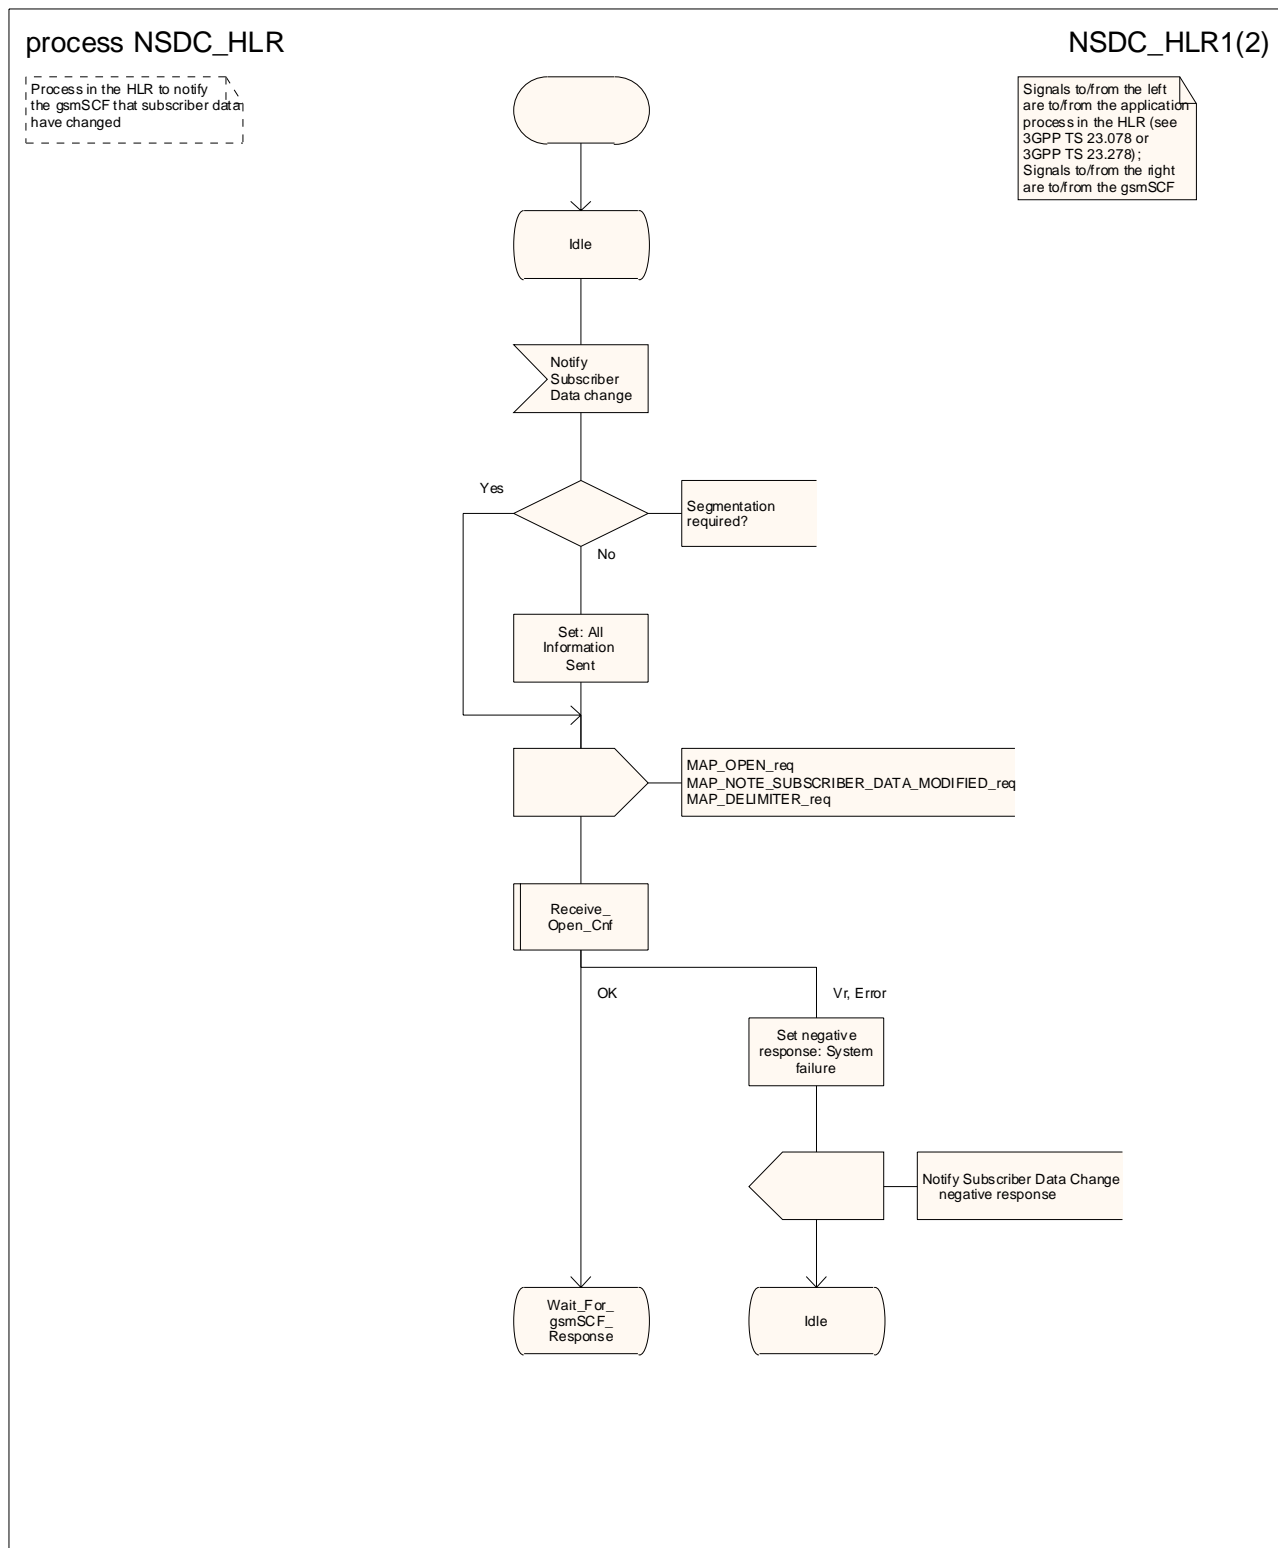 process NSDC_HLR
NSDC_HLR1(2)
Process in the HLR to notify
the gsmSCF that subscriber data
have changed
Signals to/from the left
are to/from the application
process in the HLR (see
3GPP TS 23.078 or
3GPP TS 23.278);
Signals to/from the right
are to/from the gsmSCF
Idle
Notify
Subscriber
Data change
Yes
Segmentation
required?
No
Set: All
Information
Sent
MAP_OPEN_req
MAP_NOTE_SUBSCRIBER_DATA_MODIFIED_req
MAP_DELIMITER_req
Receive_
Open_Cnf
OK
Vr, Error
Set negative
response: System
failure
Notify Subscriber Data Change
negative response
Wait_For_
gsmSCF_
Response
Idle